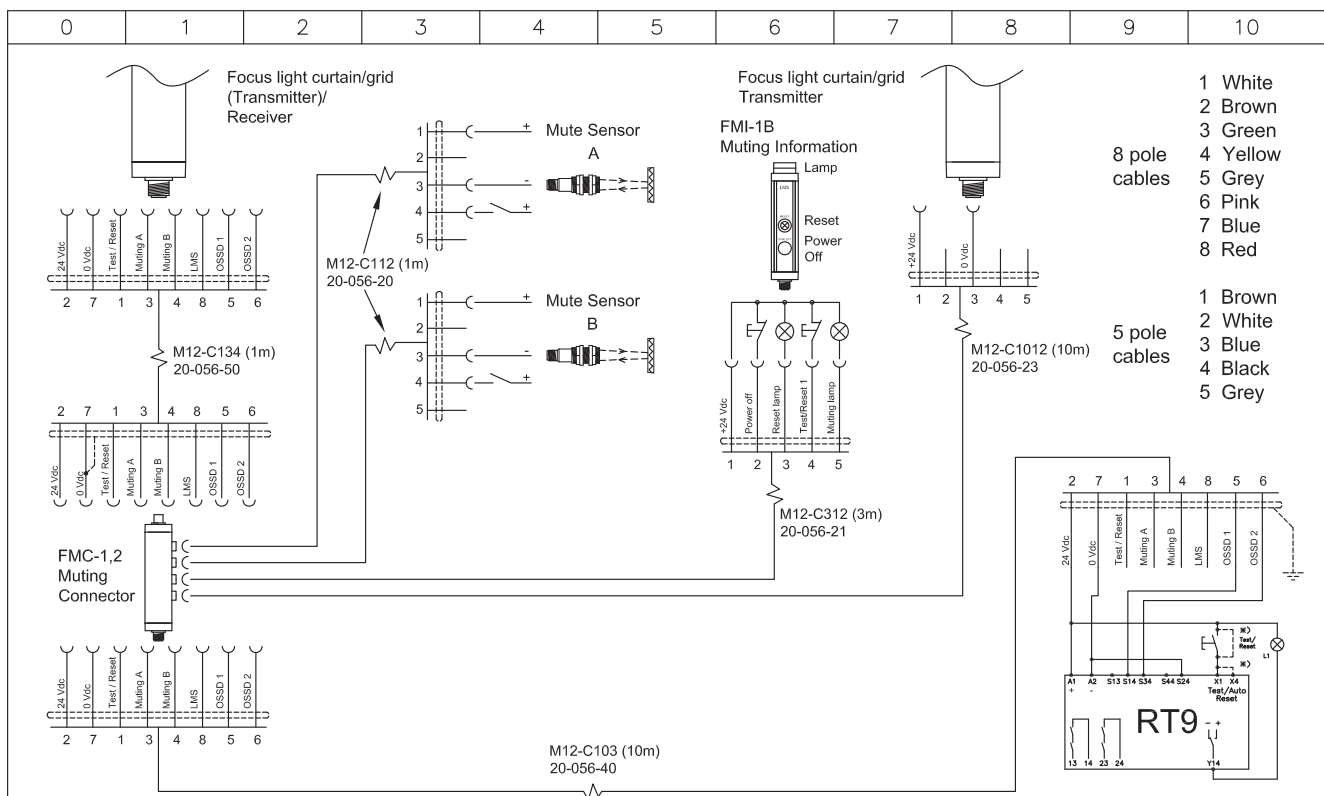 0 1 2 3 4 5 6 7 8 9 10
Focus light curtain/grid
(Transmitter)/
Receiver
24 Vdc
0 Vdc
Test / Reset
Muting A
Muting B
LMS
OSSD 1
OSSD 2
2 7 1 3 4 8 5 6
M12-C134 (1m)
20-056-50
2 7 1 3 4 8 5 6
24 Vdc
0 Vdc
Test / Reset
Muting A
Muting B
LMS
OSSD 1
OSSD 2
FMC-1,2
Muting
Connector
24 Vdc
0 Vdc
Test / Reset
Muting A
Muting B
LMS
OSSD 1
OSSD 2
2 7 1 3 4 8 5 6
M12-C112 (1m)
20-056-20
1 +
2
3 -
4 +
5
Mute Sensor
A
1 +
2
3 -
4 +
5
Mute Sensor
B
M12-C103 (10m)
20-056-40
Focus light curtain/grid
Transmitter
FMI-1B
Muting Information
Lamp
LMS
Reset
Power
Off
+24 Vdc
Power off
Reset lamp
Test/Reset 1
Muting lamp
1 2 3 4 5
M12-C312 (3m)
20-056-21
+24 Vdc
0 Vdc
1 2 3 4 5
M12-C1012 (10m)
20-056-23
8 pole
cables
1 White
2 Brown
3 Green
4 Yellow
5 Grey
6 Pink
7 Blue
8 Red
5 pole
cables
1 Brown
2 White
3 Blue
4 Black
5 Grey
2 7 1 3 4 8 5 6
24 Vdc
0 Vdc
Test / Reset
Muting A
Muting B
LMS
OSSD 1
OSSD 2
※)
Test/
Reset
※)
L1
A1 A2 S13 S14 S34 S44 S24 X1 X4
+ -
Test/Auto
Reset
RT9
- +
13 14 23 24 Y14